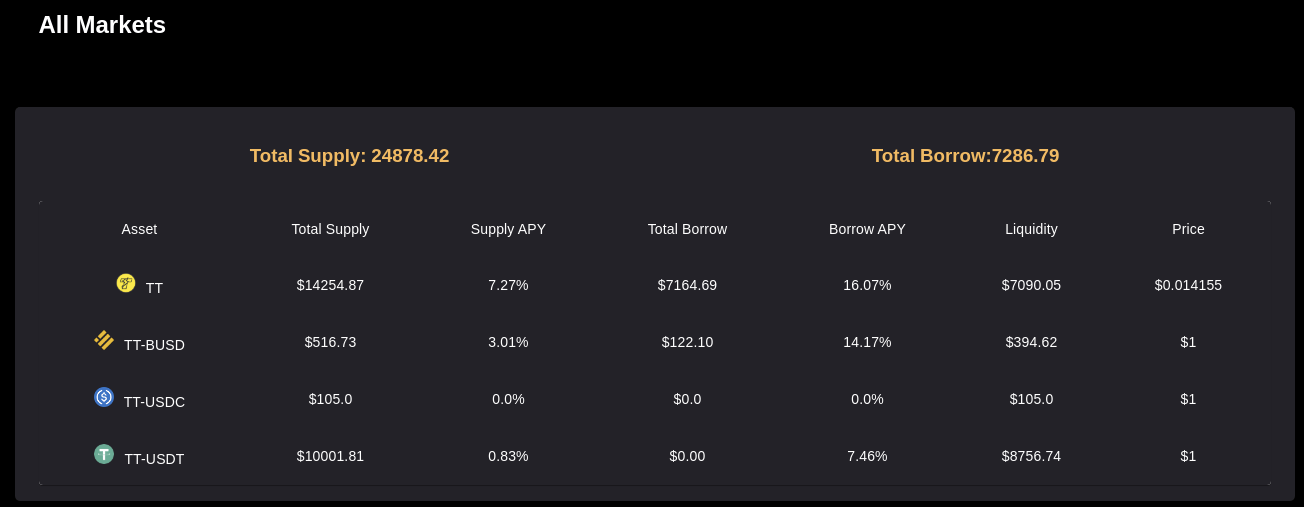 All Markets
Total Supply: 24878.42 Total Borrow:7286.79
Asset Total Supply Supply APY Total Borrow Borrow APY Liquidity Price
TT $14254.87 7.27% $7164.69 16.07% $7090.05 $0.014155
TT-BUSD $516.73 3.01% $122.10 14.17% $394.62 $1
TT-USDC $105.0 0.0% $0.0 0.0% $105.0 $1
TT-USDT $10001.81 0.83% $0.00 7.46% $8756.74 $1